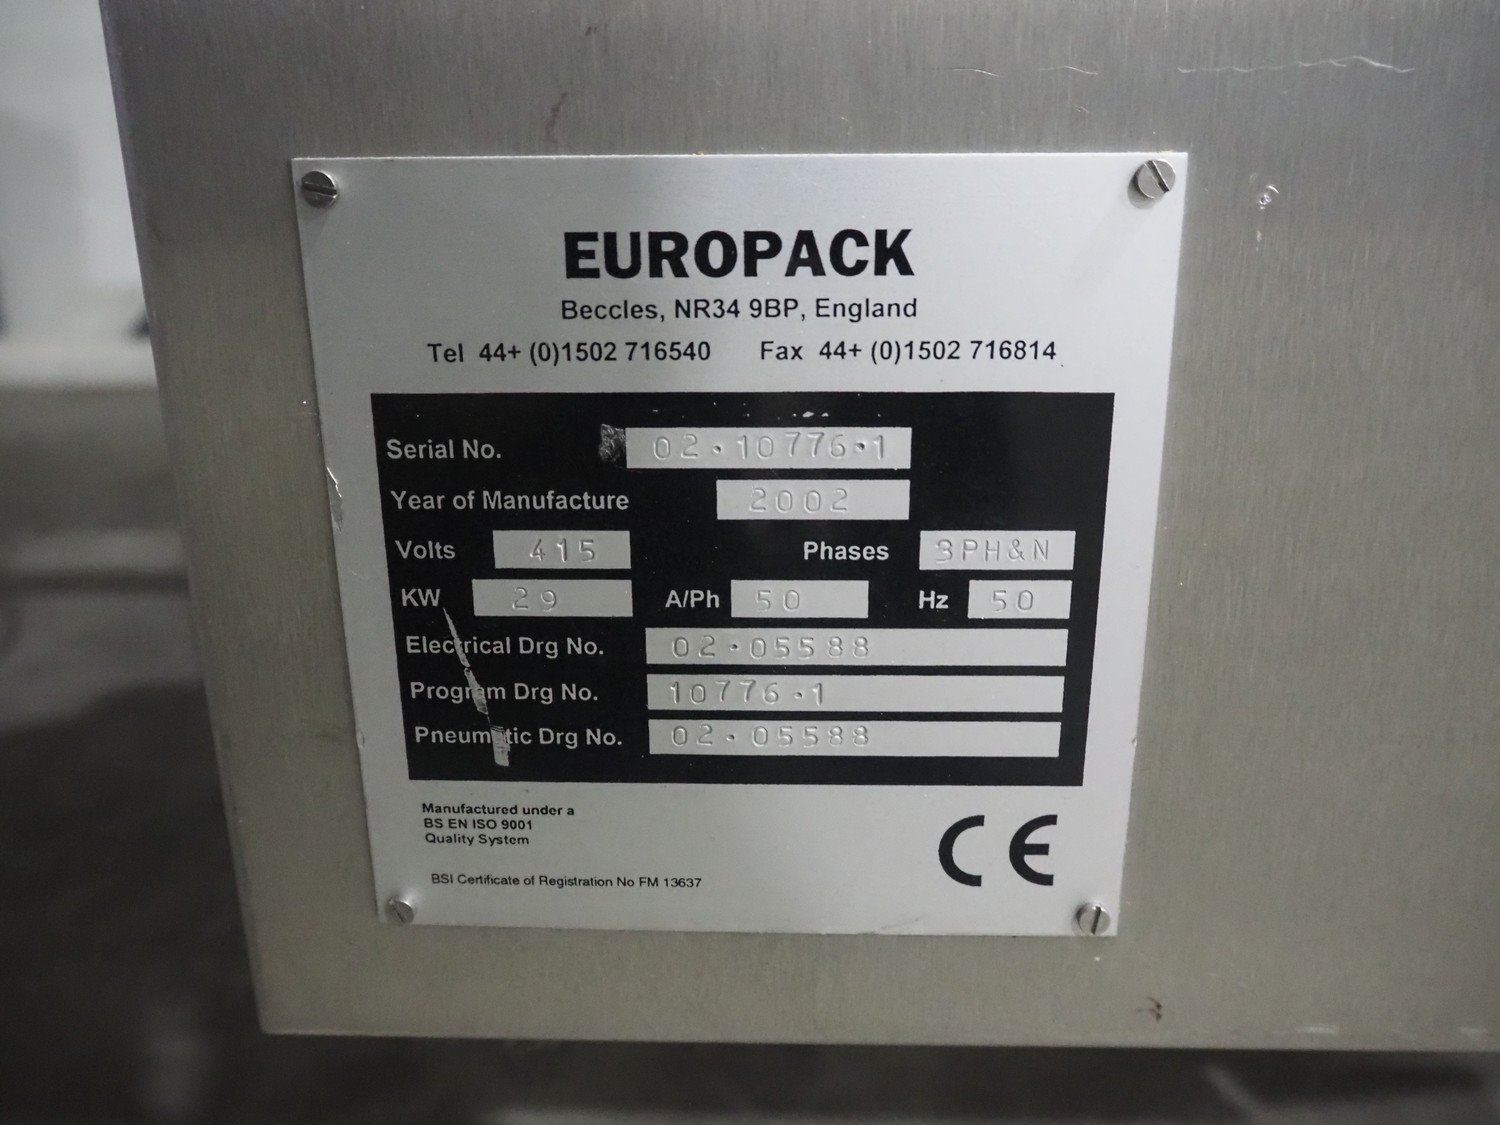 EUROPACK
Beccles, NR34 9BP, England
Tel 44+ (0)1502 716540 Fax 44+ (0)1502 716814
Serial No. 02·10776·1
Year of Manufacture 2002
Volts 415 Phases 3PH&N
KW 29 A/Ph 50 Hz 50
Electrical Drg No. 02·05588
Program Drg No. 10776·1
Pneumatic Drg No. 02·05588
Manufactured under a
BS EN ISO 9001
Quality System
BSI Certificate of Registration No FM 13637
CE